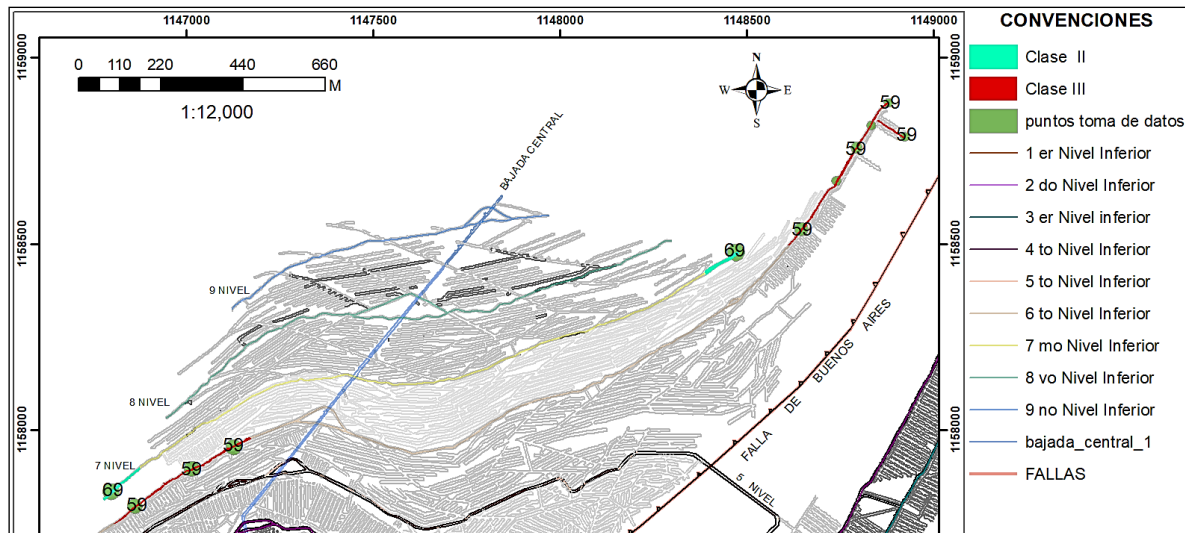 1147000 1147500 1148000 1148500 1149000
CONVENCIONES
1159000
1159000
0 110 220 440 660
M
1:12,000
N
W E
S
Clase II
Clase III
puntos toma de datos
1 er Nivel Inferior
2 do Nivel Inferior
3 er Nivel inferior
4 to Nivel Inferior
5 to Nivel Inferior
6 to Nivel Inferior
7 mo Nivel Inferior
8 vo Nivel Inferior
9 no Nivel Inferior
bajada_central_1
FALLAS
59
59
59
BAJADA CENTRAL
59
1158500
1158500
69
9 NIVEL
FALLA DE BUENOS AIRES
8 NIVEL
1158000
1158000
59
7 NIVEL
59
69
59
5 NIVEL